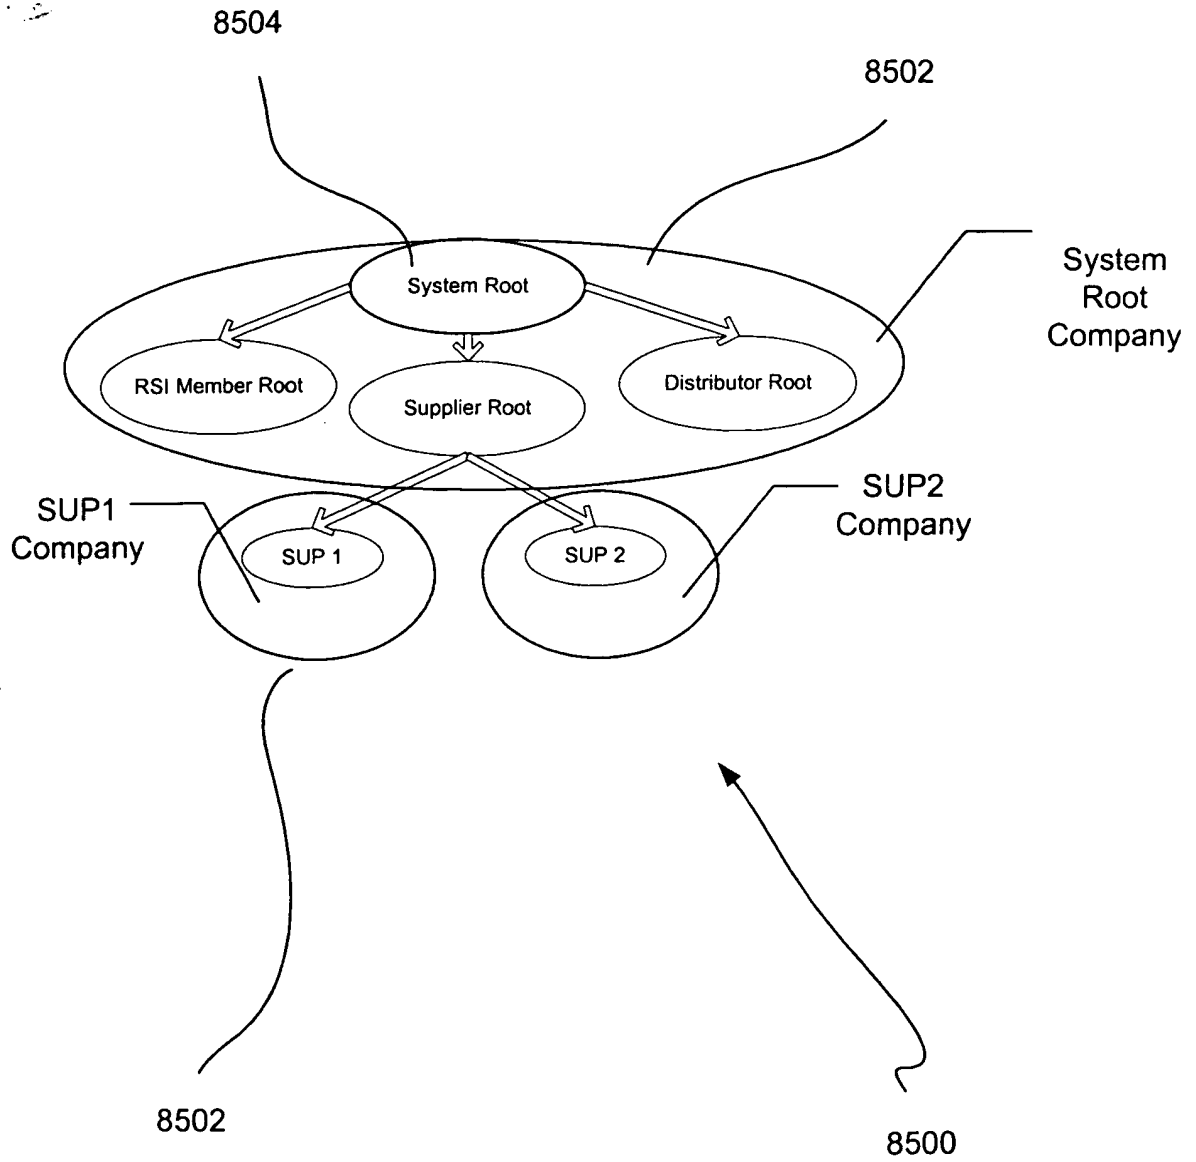 8504
8502
System
Root
Company
System Root
RSI Member Root
Supplier Root
Distributor Root
SUP1
Company
SUP2
Company
SUP 1
SUP 2
8502
8500